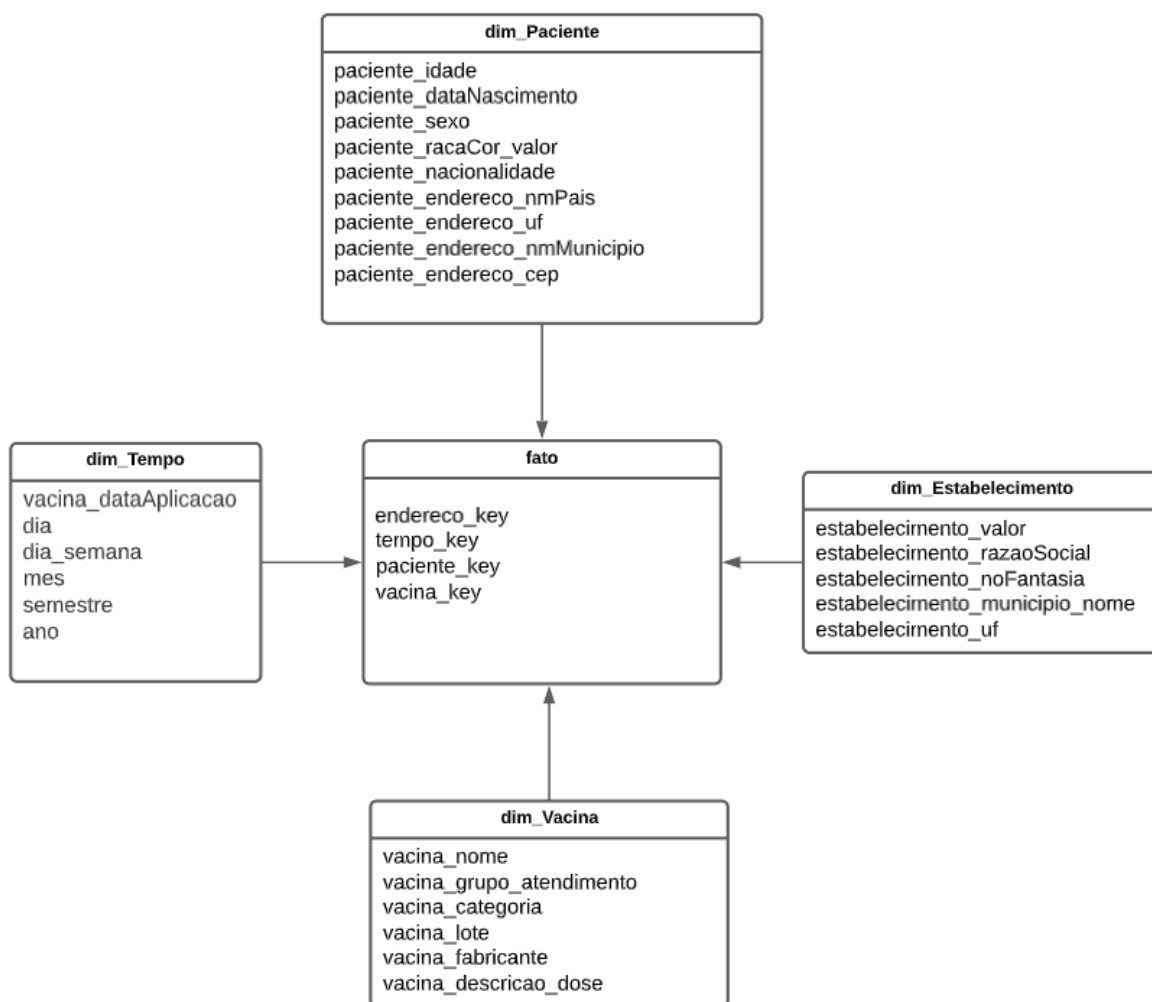 dim_Paciente
paciente_idade
paciente_dataNascimento
paciente_sexo
paciente_racaCor_valor
paciente_nacionalidade
paciente_endereco_nmPais
paciente_endereco_uf
paciente_endereco_nmMunicipio
paciente_endereco_cep
dim_Tempo
vacina_dataAplicacao
dia
dia_semana
mes
semestre
ano
fato
endereco_key
tempo_key
paciente_key
vacina_key
dim_Estabelecimento
estabelecimento_valor
estabelecimento_razaoSocial
estabelecimento_noFantasia
estabelecimento_municipio_nome
estabelecimento_uf
dim_Vacina
vacina_nome
vacina_grupo_atendimento
vacina_categoria
vacina_lote
vacina_fabricante
vacina_descricao_dose